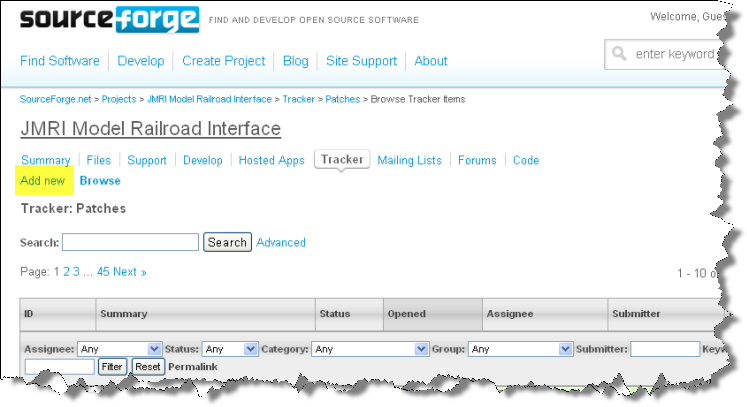 sourceforge FIND AND DEVELOP OPEN SOURCE SOFTWARE
Welcome,
Find Software Develop Create Project Blog Site Support About
enter keyword
SourceForge.net > Projects > JMRI Model Railroad Interface > Tracker > Patches > Browse Tracker Items
JMRI Model Railroad Interface
Summary Files Support Develop Hosted Apps Tracker Mailing Lists Forums Code
Add new Browse
Tracker: Patches
Search: Search Advanced
Page: 1 2 3 ... 45 Next »
1 - 10
ID Summary Status Opened Assignee Submitter
Assignee: Any Status: Any Category: Any Group: Any Submitter:
Filter Reset Permalink